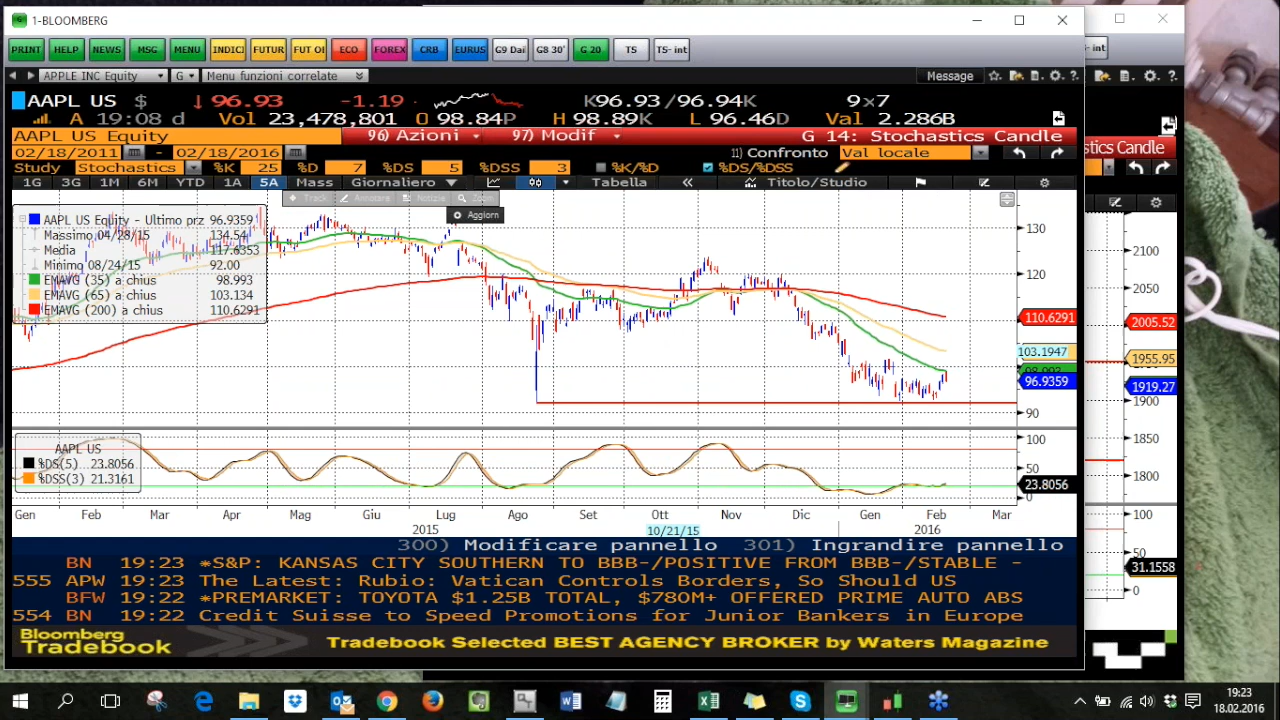 1-BLOOMBERG
PRINT HELP NEWS MSG MENU INDICI FUTUR FUT OI ECO FOREX CRB EURUS G9 Dai G8 30' G 20 TS TS- int
int
APPLE INC Equity G Menu funzioni correlate Message
AAPL US $ ↓ 96.93 -1.19 K96.93 /96.94K 9×7
A 19:08 d Vol 23,478,801 O 98.84P H 98.89K L 96.46D Val 2.286B
AAPL US Equity 96) Azioni 97) Modif G 14: Stochastics Candle
stics Candle
02/18/2011 - 02/18/2016 11) Confronto Val locale
Study Stochastics %K 25 %D 7 %DS 5 %DSS 3 %K/%D %DS/%DSS
1G 3G 1M 6M YTD 1A 5A Mass Giornaliero Tabella « Titolo/Studio
Track Annotare Notizie Zoom
Aggiorn
AAPL US Equity - Ultimo prz 96.9359
Massimo 04/28/15 134.54
Media 117.6353
Minimo 08/24/15 92.00
EMAVG (35) a chius 98.993
EMAVG (65) a chius 103.134
EMAVG (200) a chius 110.6291
130
120
110.6291
103.1947
98.993
96.9359
90
2100
2050
2005.52
1955.95
1919.27
1900
1850
1800
AAPL US
%DS(5) 23.8056
%DSS(3) 21.3161
100
50
23.8056
0
100
50
31.1558
0
Gen Feb Mar Apr Mag Giu Lug Ago Set Ott Nov Dic Gen Feb Mar
2015 10/21/15 2016
300) Modificare pannello 301) Ingrandire pannello
BN 19:23 *S&P: KANSAS CITY SOUTHERN TO BBB-/POSITIVE FROM BBB-/STABLE -
555 APW 19:23 The Latest: Rubio: Vatican Controls Borders, So Should US
BFW 19:22 *PREMARKET: TOYOTA $1.25B TOTAL, $780M+ OFFERED PRIME AUTO ABS
554 BN 19:22 Credit Suisse to Speed Promotions for Junior Bankers in Europe
Bloomberg
Tradebook
Tradebook Selected BEST AGENCY BROKER by Waters Magazine
19:23
18.02.2016